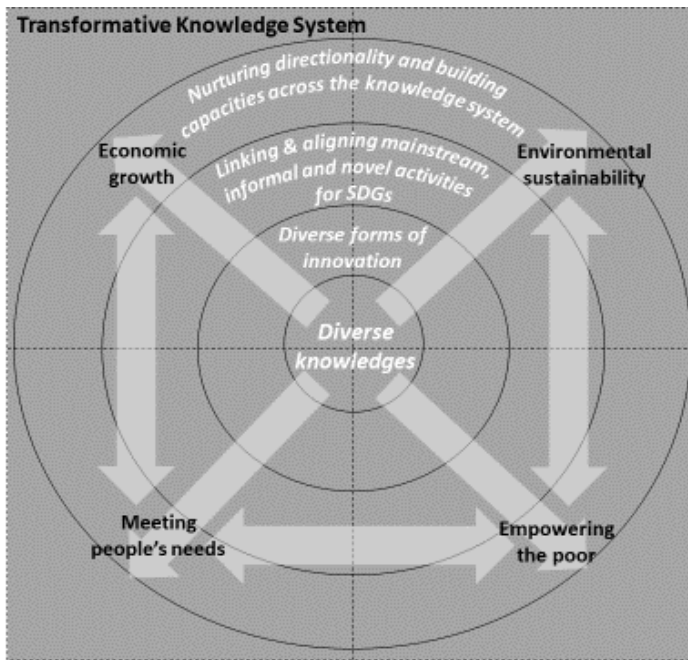 Transformative Knowledge System
Nurturing directionality and building
capacities across the knowledge system
Economic
growth
Environmental
sustainability
Linking & aligning mainstream,
informal and novel activities
for SDGs
Diverse forms of
innovation
Diverse
knowledges
Meeting
people's needs
Empowering
the poor